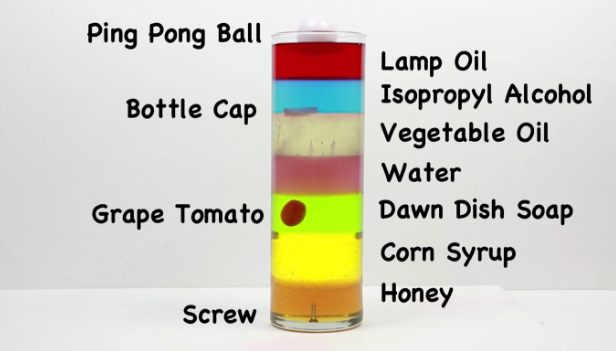 Ping Pong Ball
Lamp Oil
Isopropyl Alcohol
Bottle Cap
Vegetable Oil
Water
Grape Tomato
Dawn Dish Soap
Corn Syrup
Honey
Screw